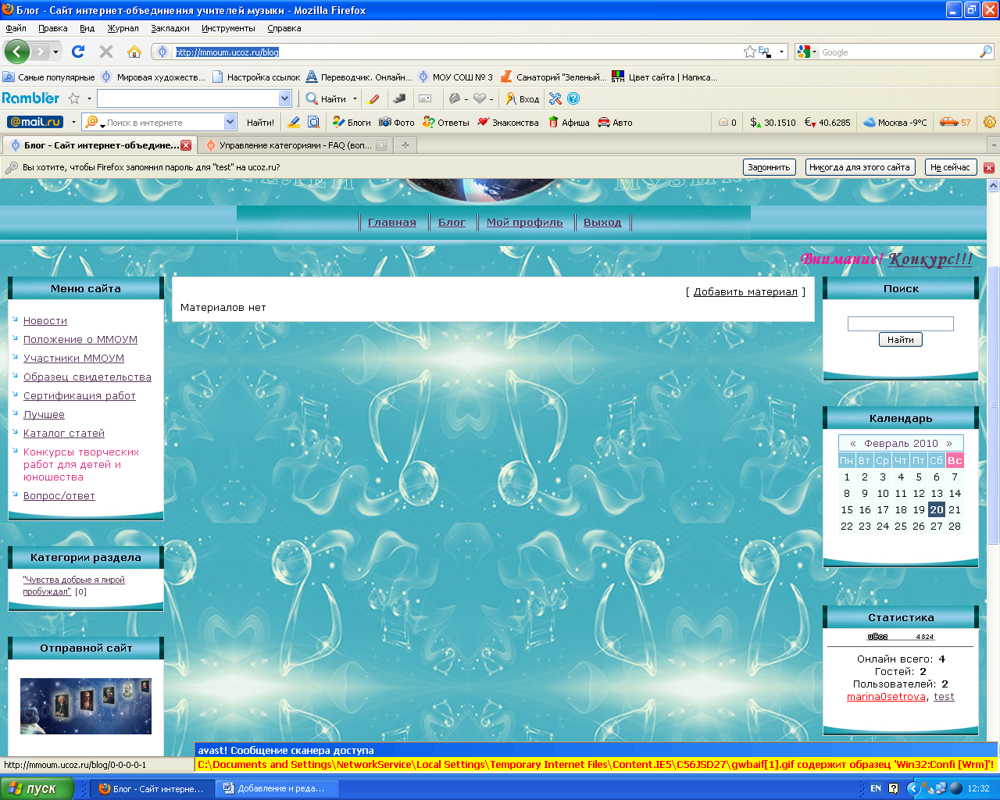 Блог - Сайт интернет-объединения учителей музыки - Mozilla Firefox
Файл Правка Вид Журнал Закладки Инструменты Справка
http://mmoum.ucoz.ru/blog En Google
Самые популярные Мировая художеств... Настройка ссылок Переводчик. Онлайн... МОУ СОШ № 3 Санаторий "Зеленый... STM Цвет сайта | Написа...
Rambler Найти Вход
@mail.ru Поиск в интернете Найти! Блоги Фото Ответы Знакомства Афиша Авто 0 $ 30.1510 € 40.6285 Москва -9°C 57
Блог - Сайт интернет-объедине... Управление категориями - FAQ (воп...
Вы хотите, чтобы Firefox запомнил пароль для "test" на ucoz.ru? Запомнить Никогда для этого сайта Не сейчас
Главная Блог Мой профиль Выход
Внимание! Конкурс!!!
Меню сайта
Новости
Положение о ММОУМ
Участники ММОУМ
Образец свидетельства
Сертификация работ
Лучшее
Каталог статей
Конкурсы творческих
работ для детей и
юношества
Вопрос/ответ
Категории раздела
"Чувства добрые я лирой
пробуждал" [0]
Отправной сайт
[ Добавить материал ]
Материалов нет
Поиск
Найти
Календарь
« Февраль 2010 »
Пн Вт Ср Чт Пт Сб Вс
1 2 3 4 5 6 7
8 9 10 11 12 13 14
15 16 17 18 19 20 21
22 23 24 25 26 27 28
Статистика
uCoz 4824
Онлайн всего: 4
Гостей: 2
Пользователей: 2
marina0setrova, test
avast! Сообщение сканера доступа
http://mmoum.ucoz.ru/blog/0-0-0-0-1
C:\Documents and Settings\NetworkService\Local Settings\Temporary Internet Files\Content.IE5\C56JSD27\gwbaif[1].gif содержит образец 'Win32:Confi [Wrm]'!
пуск Блог - Сайт интерне... Добавление и реда... EN 12:32